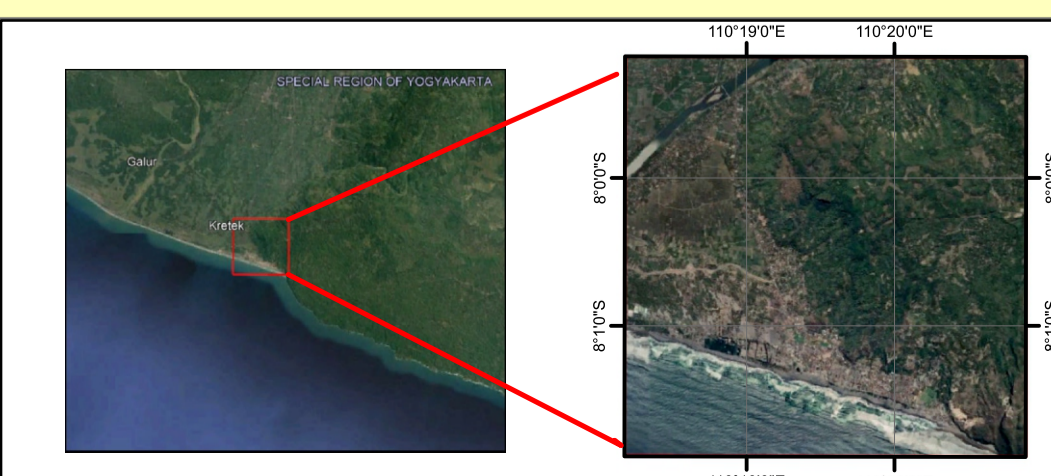 110°19'0"E 110°20'0"E
SPECIAL REGION OF YOGYAKARTA
Galur
Kretek
8°0'0"S
8°1'0"S